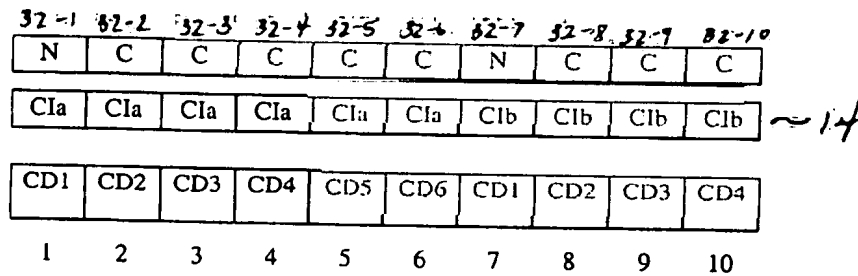 32-1 32-2 32-3 32-4 32-5 32-6 32-7 32-8 32-9 32-10
N C C C C C N C C C
CIa CIa CIa CIa CIa CIa CIb CIb CIb CIb ~14
CD1 CD2 CD3 CD4 CD5 CD6 CD1 CD2 CD3 CD4
1 2 3 4 5 6 7 8 9 10